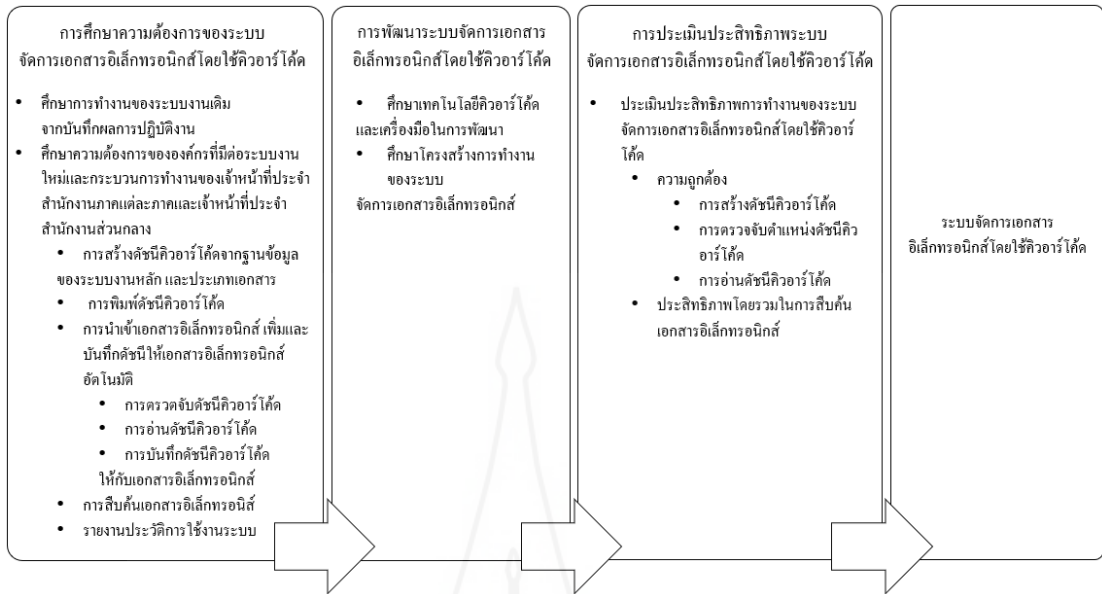 การศึกษาความต้องการของระบบ
จัดการเอกสารอิเล็กทรอนิกส์โดยใช้คิวอาร์โค้ด
• ศึกษาการทำงานของระบบงานเดิม
จากบันทึกผลการปฏิบัติงาน
• ศึกษาความต้องการขององค์กรที่มีต่อระบบงาน
ใหม่และกระบวนการทำงานของเจ้าหน้าที่ประจำ
สำนักงานภาคแต่ละภาคและเจ้าหน้าที่ประจำ
สำนักงานส่วนกลาง
• การสร้างดัชนีคิวอาร์โค้ดจากฐานข้อมูล
ของระบบงานหลัก และประเภทเอกสาร
• การพิมพ์ดัชนีคิวอาร์โค้ด
• การนำเข้าเอกสารอิเล็กทรอนิกส์ เพิ่มและ
บันทึกดัชนีให้เอกสารอิเล็กทรอนิกส์
อัตโนมัติ
• การตรวตจับดัชนีคิวอาร์โค้ด
• การอ่านดัชนีคิวอาร์โค้ด
• การบันทึกดัชนีคิวอาร์โค้ด
ให้กับเอกสารอิเล็กทรอนิกส์
• การสืบค้นเอกสารอิเล็กทรอนิส์
• รายงานประวัติการใช้งานระบบ
การพัฒนาระบบจัดการเอกสาร
อิเล็กทรอนิกส์โดยใช้คิวอาร์โค้ด
• ศึกษาเทคโนโลยีคิวอาร์โค้ด
และเครื่องมือในการพัฒนา
• ศึกษาโครงสร้างการทำงาน
ของระบบ
จัดการเอกสารอิเล็กทรอนิกส์
การประเมินประสิทธิภาพระบบ
จัดการเอกสารอิเล็กทรอนิกส์โดยใช้คิวอาร์โค้ด
• ประเมินประสิทธิภาพการทำงานของระบบ
จัดการเอกสารอิเล็กทรอนิกส์โดยใช้คิวอาร์
โค้ด
• ความถูกต้อง
• การสร้างดัชนีคิวอาร์โค้ด
• การตรวจจับตำแหน่งดัชนีคิว
อาร์โค้ด
• การอ่านดัชนีคิวอาร์โค้ด
• ประสิทธิภาพโดยรวมในการสืบค้น
เอกสารอิเล็กทรอนิกส์
ระบบจัดการเอกสาร
อิเล็กทรอนิกส์โดยใช้คิวอาร์โค้ด